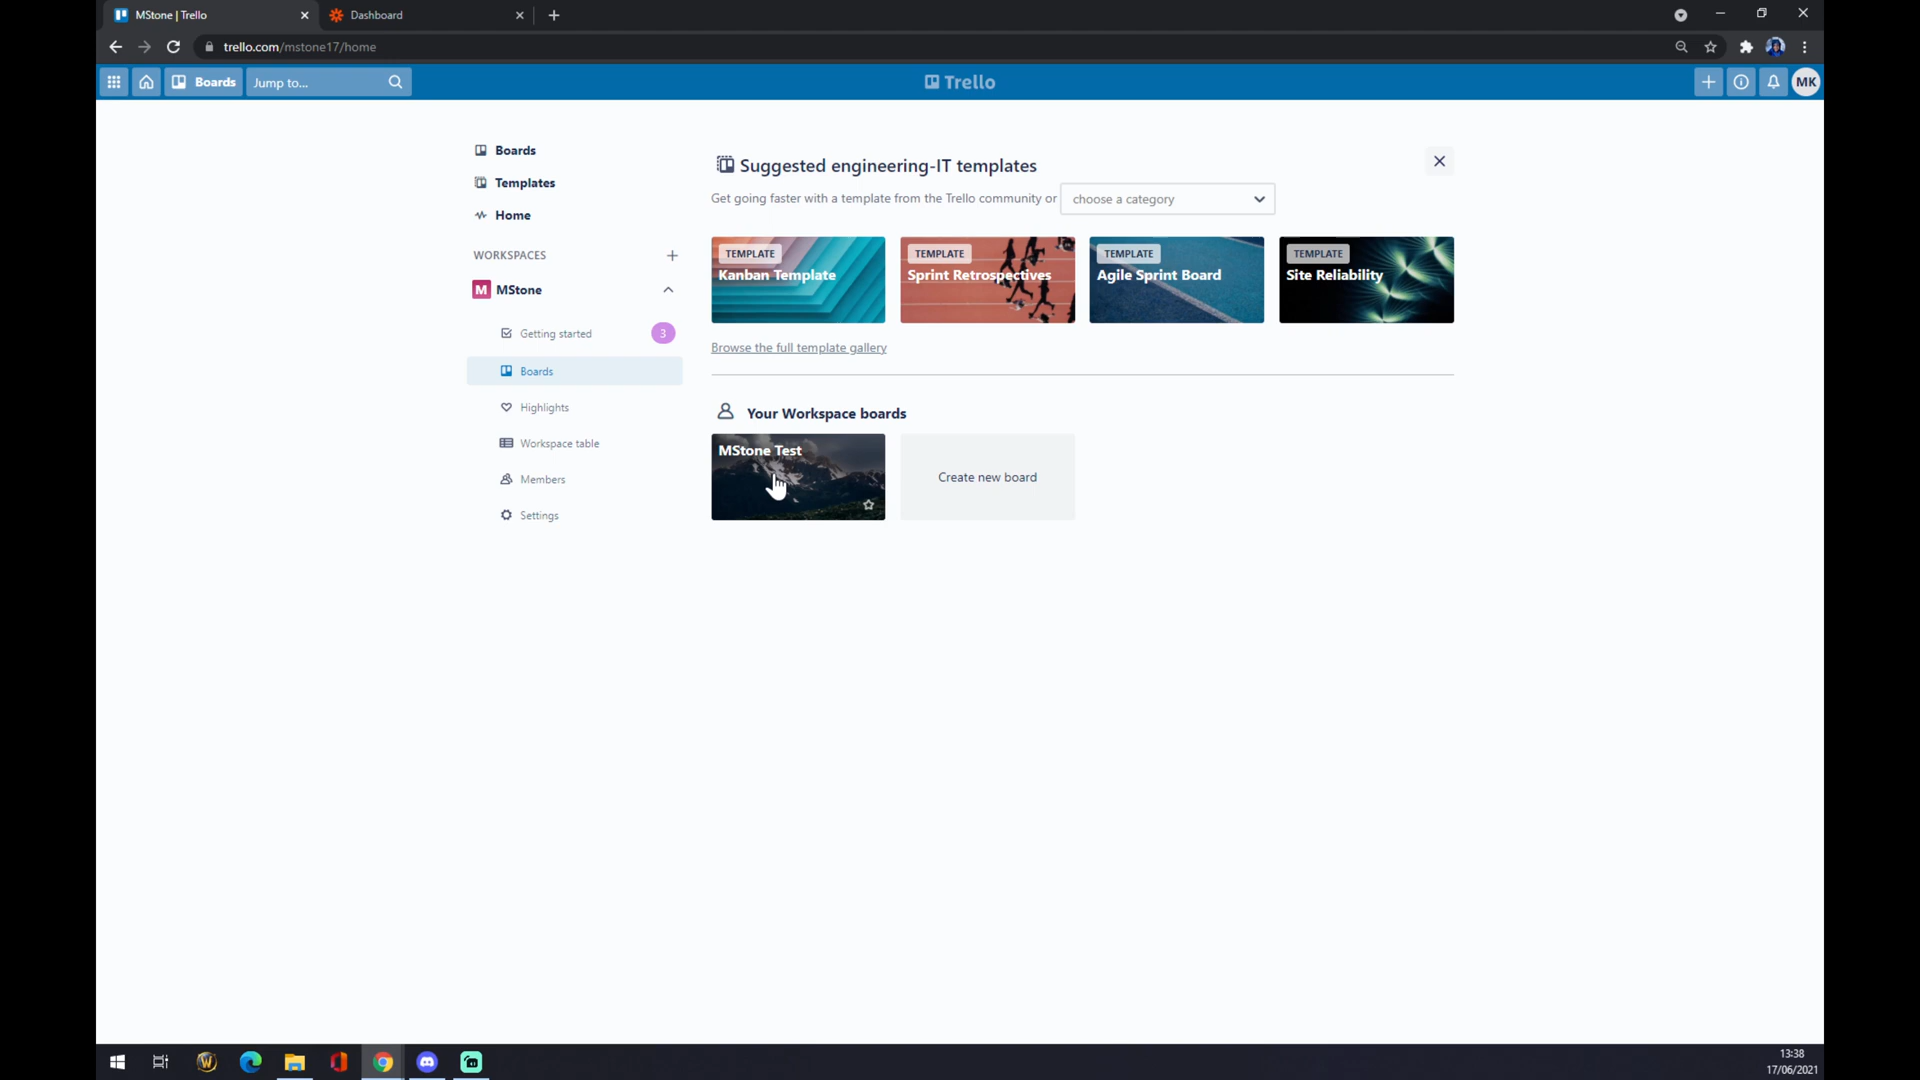 MStone | Trello
Dashboard
trello.com/mstone17/home
Boards
Jump to...
Trello
MK
Boards
Templates
Home
WORKSPACES
M MStone
Getting started 3
Boards
Highlights
Workspace table
Members
Settings
Suggested engineering-IT templates
Get going faster with a template from the Trello community or choose a category
TEMPLATE
Kanban Template
TEMPLATE
Sprint Retrospectives
TEMPLATE
Agile Sprint Board
TEMPLATE
Site Reliability
Browse the full template gallery
Your Workspace boards
MStone Test
Create new board
13:38
17/06/2021